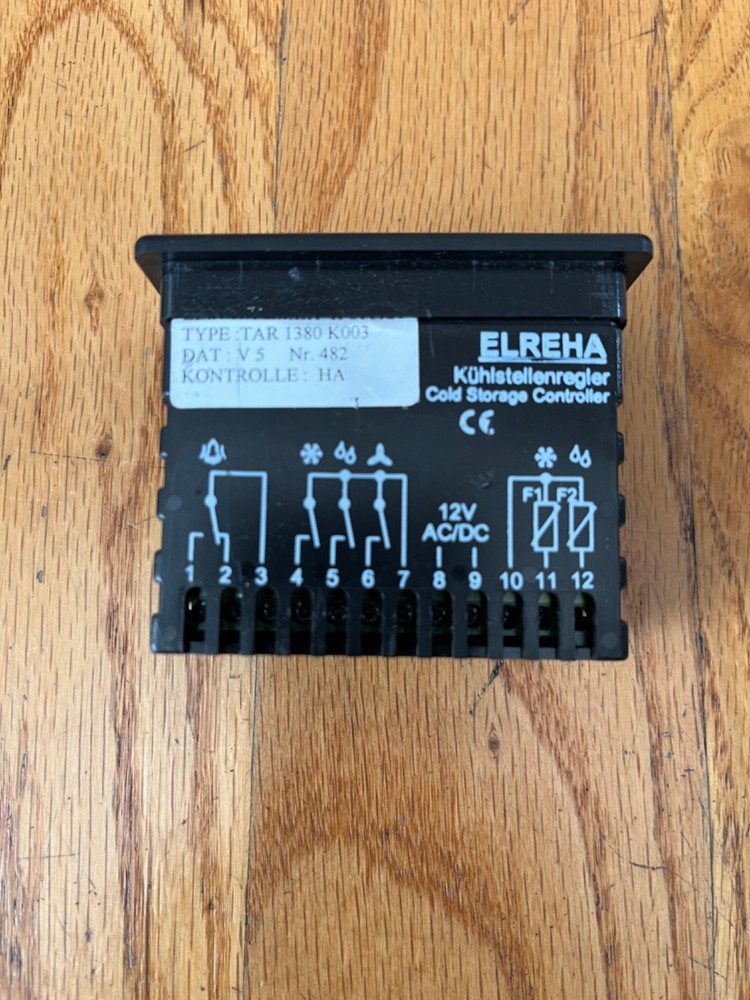 TYPE :TAR 1380 K003
DAT : V 5 Nr. 482
KONTROLLE : HA
ELREHA
Kühlstellenregler
Cold Storage Controller
CE
F1 F2
12V
AC/DC
1 2 3 4 5 6 7 8 9 10 11 12